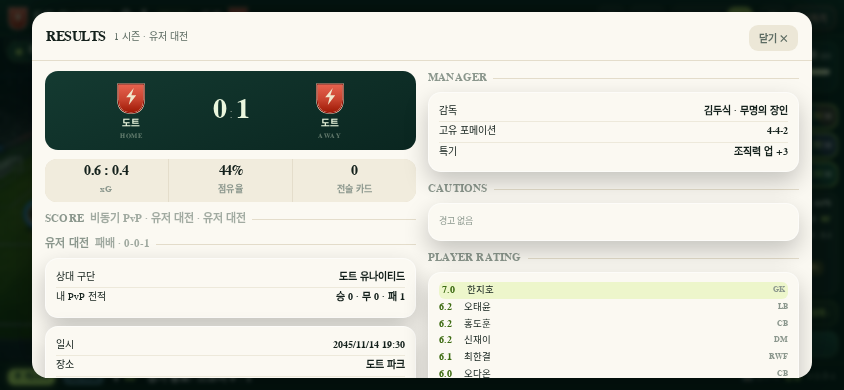 RESULTS 1 시즌 · 유저 대전
닫기 ✕
도트
HOME
0 : 1
도트
AWAY
0.6 : 0.4
xG
44%
점유율
0
전술 카드
SCORE 비동기 PvP · 유저 대전 · 유저 대전
유저 대전 패배 · 0-0-1
상대 구단 도트 유나이티드
내 PvP 전적 승 0 · 무 0 · 패 1
일시 2045/11/14 19:30
장소 도트 파크
MANAGER
감독 김두식 · 무명의 장인
고유 포메이션 4-4-2
특기 조직력 업 +3
CAUTIONS
경고 없음
PLAYER RATING
7.0 한지호 GK
6.2 오태윤 LB
6.2 홍도훈 CB
6.2 신재이 DM
6.1 최한결 RWF
6.0 오다온 CB